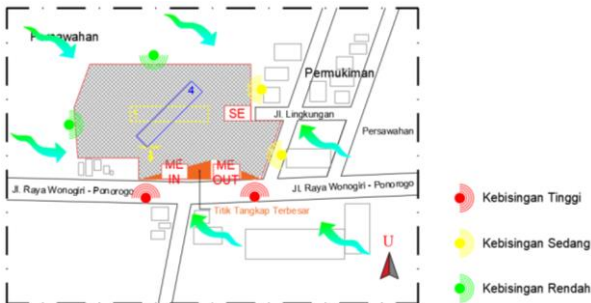 Persawahan
4
Permukiman
SE
Jl. Lingkungan
Persawahan
3
ME
IN
ME
OUT
Jl. Raya Wonogiri - Ponorogo
Jl. Raya Wonogiri - Ponorogo
Titik Tangkap Terbesar
U
Kebisingan Tinggi
Kebisingan Sedang
Kebisingan Rendah